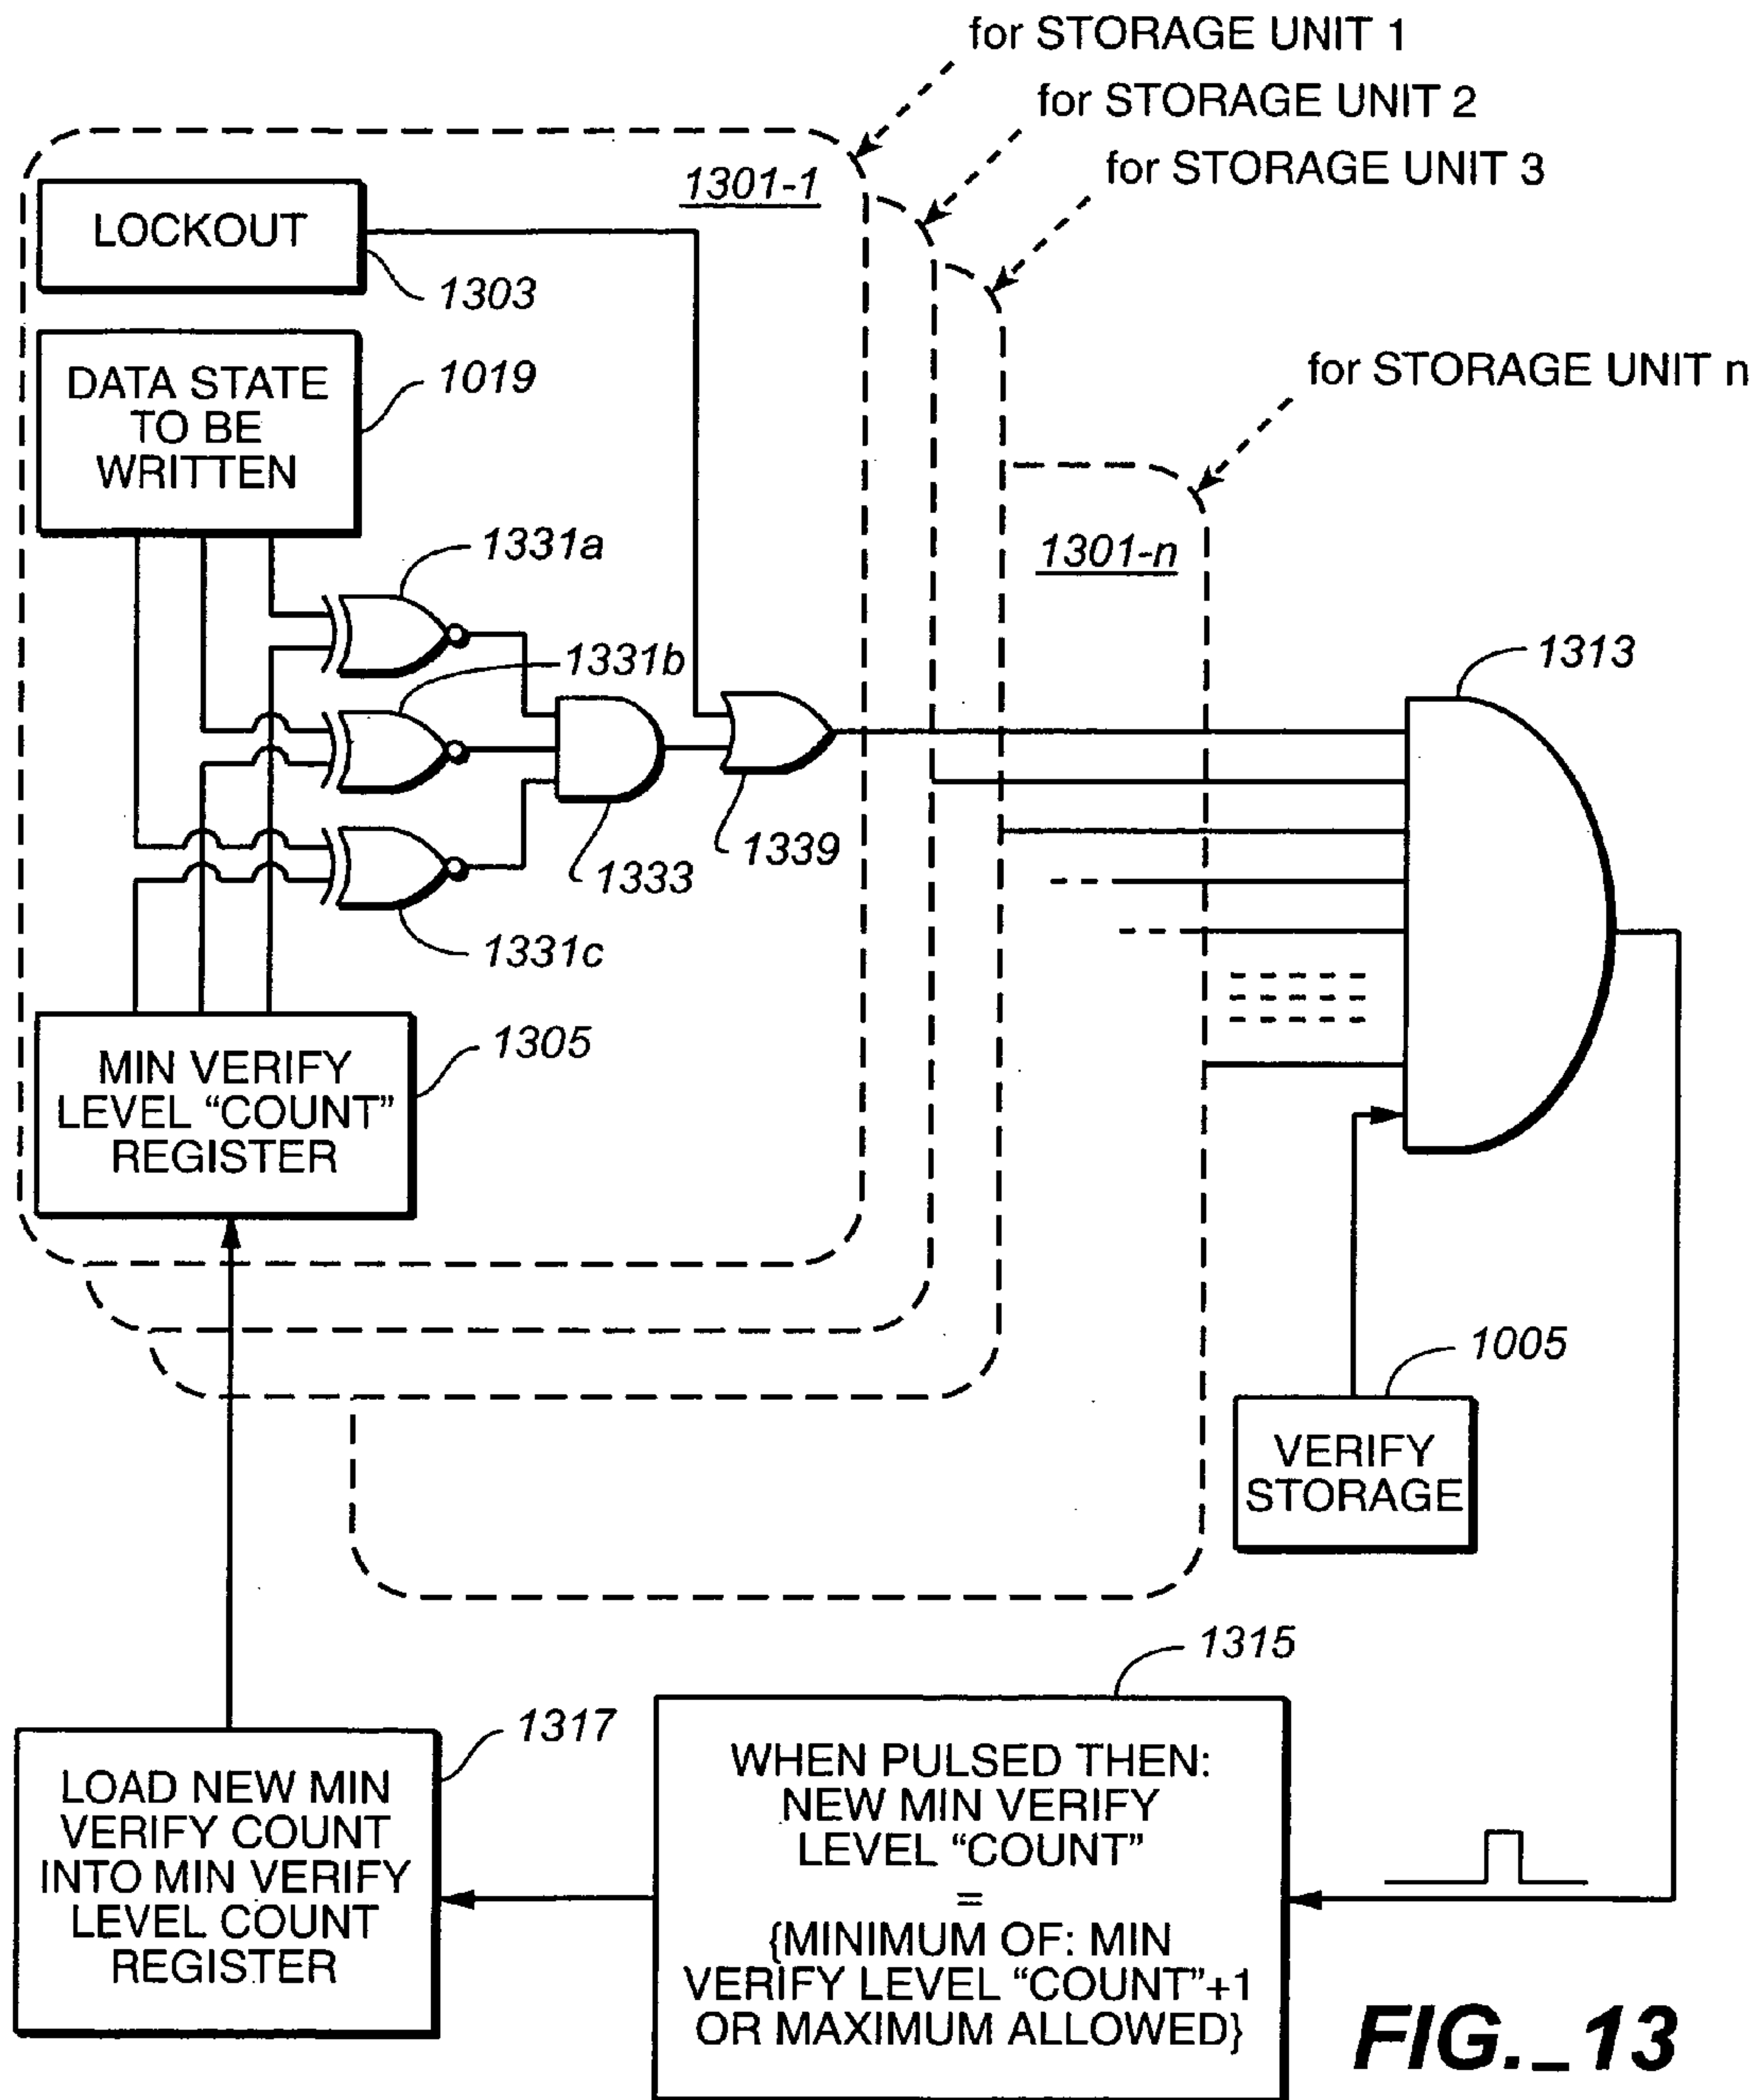 for STORAGE UNIT 1
for STORAGE UNIT 2
for STORAGE UNIT 3
for STORAGE UNIT n
1301-1
LOCKOUT
1303
DATA STATE
TO BE
WRITTEN
1019
1331a
1331b
1331c
1333
1339
1301-n
1313
MIN VERIFY
LEVEL “COUNT”
REGISTER
1305
1005
VERIFY
STORAGE
1315
WHEN PULSED THEN:
NEW MIN VERIFY
LEVEL “COUNT”
=
{MINIMUM OF: MIN
VERIFY LEVEL “COUNT”+1
OR MAXIMUM ALLOWED}
1317
LOAD NEW MIN
VERIFY COUNT
INTO MIN VERIFY
LEVEL COUNT
REGISTER
FIG._13